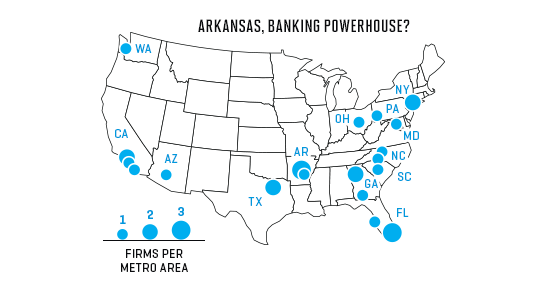 ARKANSAS, BANKING POWERHOUSE?
WA
NY
PA
OH
MD
CA
AR
NC
AZ
SC
GA
TX
FL
1 2 3
FIRMS PER
METRO AREA